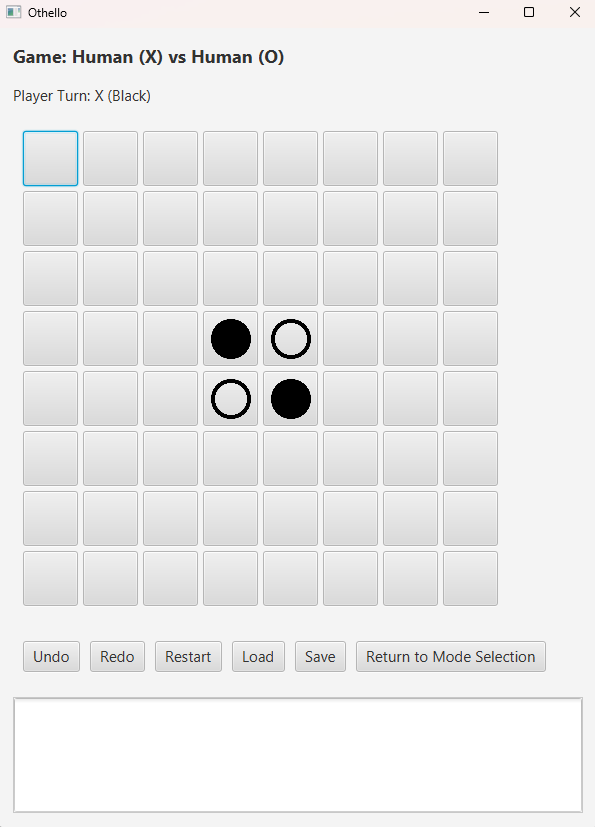 Othello
Game: Human (X) vs Human (O)
Player Turn: X (Black)
Undo Redo Restart Load Save Return to Mode Selection